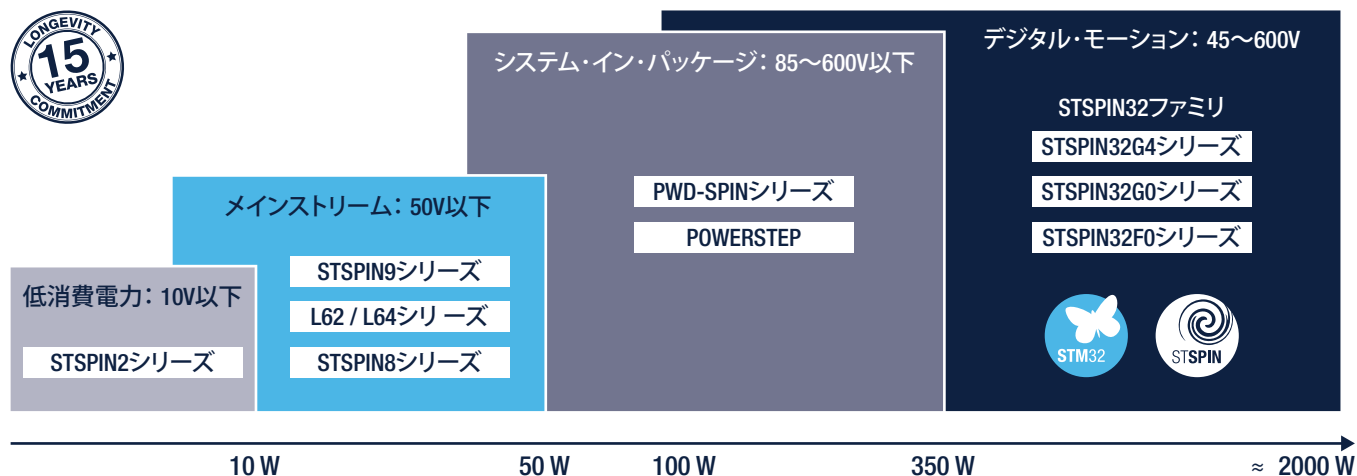 LONGEVITY
15
YEARS
COMMITMENT
低消費電力：10V以下
STSPIN2シリーズ
メインストリーム：50V以下
STSPIN9シリーズ
L62 / L64シリーズ
STSPIN8シリーズ
システム・イン・パッケージ：85～600V以下
PWD-SPINシリーズ
POWERSTEP
デジタル・モーション：45～600V
STSPIN32ファミリ
STSPIN32G4シリーズ
STSPIN32G0シリーズ
STSPIN32F0シリーズ
STM32
STSPIN
10 W
50 W
100 W
350 W
≈ 2000 W